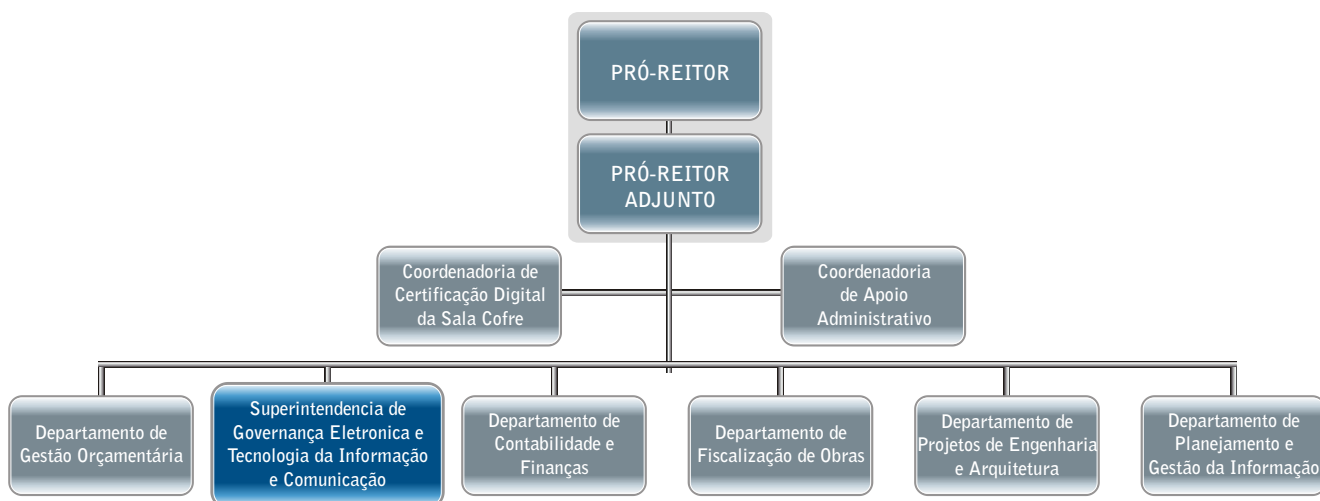 PRÓ-REITOR
PRÓ-REITOR
ADJUNTO
Coordenadoria de
Certificação Digital
da Sala Cofre
Coordenadoria
de Apoio
Administrativo
Departamento de
Gestão Orçamentária
Superintendencia de
Governança Eletronica e
Tecnologia da Informação
e Comunicação
Departamento de
Contabilidade e
Finanças
Departamento de
Fiscalização de Obras
Departamento de
Projetos de Engenharia
e Arquitetura
Departamento de
Planejamento e
Gestão da Informação